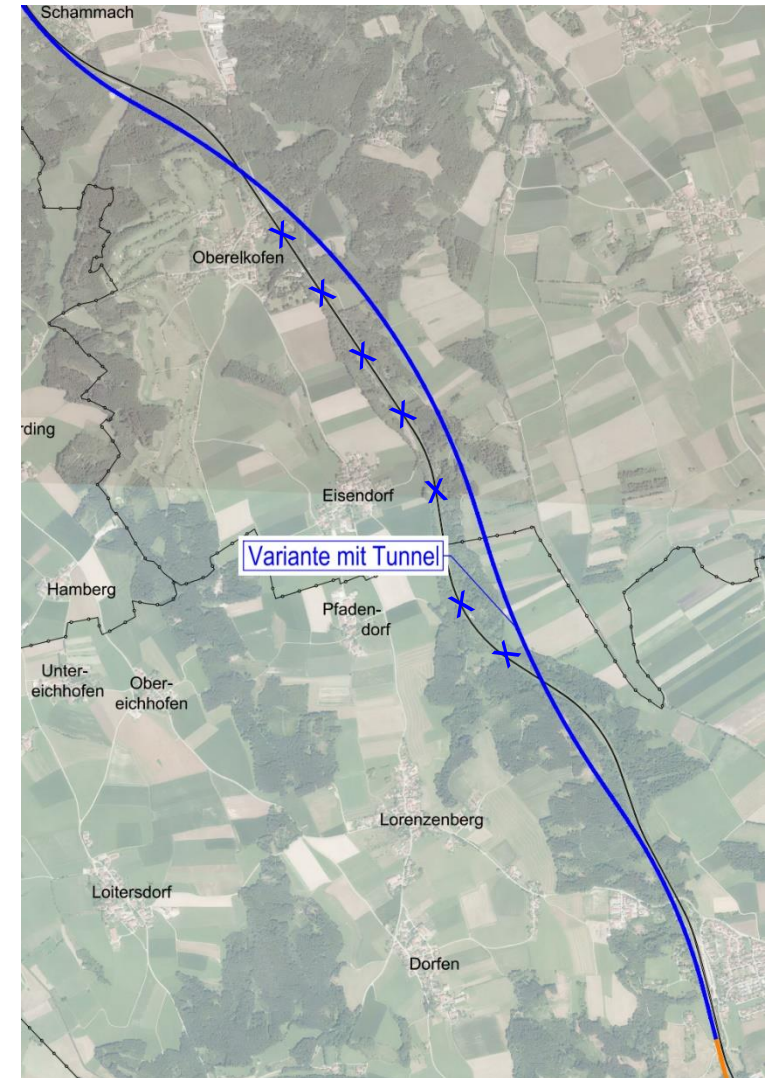 Schammach
Oberelkofen
rding
Eisendorf
Variante mit Tunnel
Hamberg
Pfaden-
dorf
Unter-
eichhofen
Ober-
eichhofen
Lorenzenberg
Loitersdorf
Dorfen